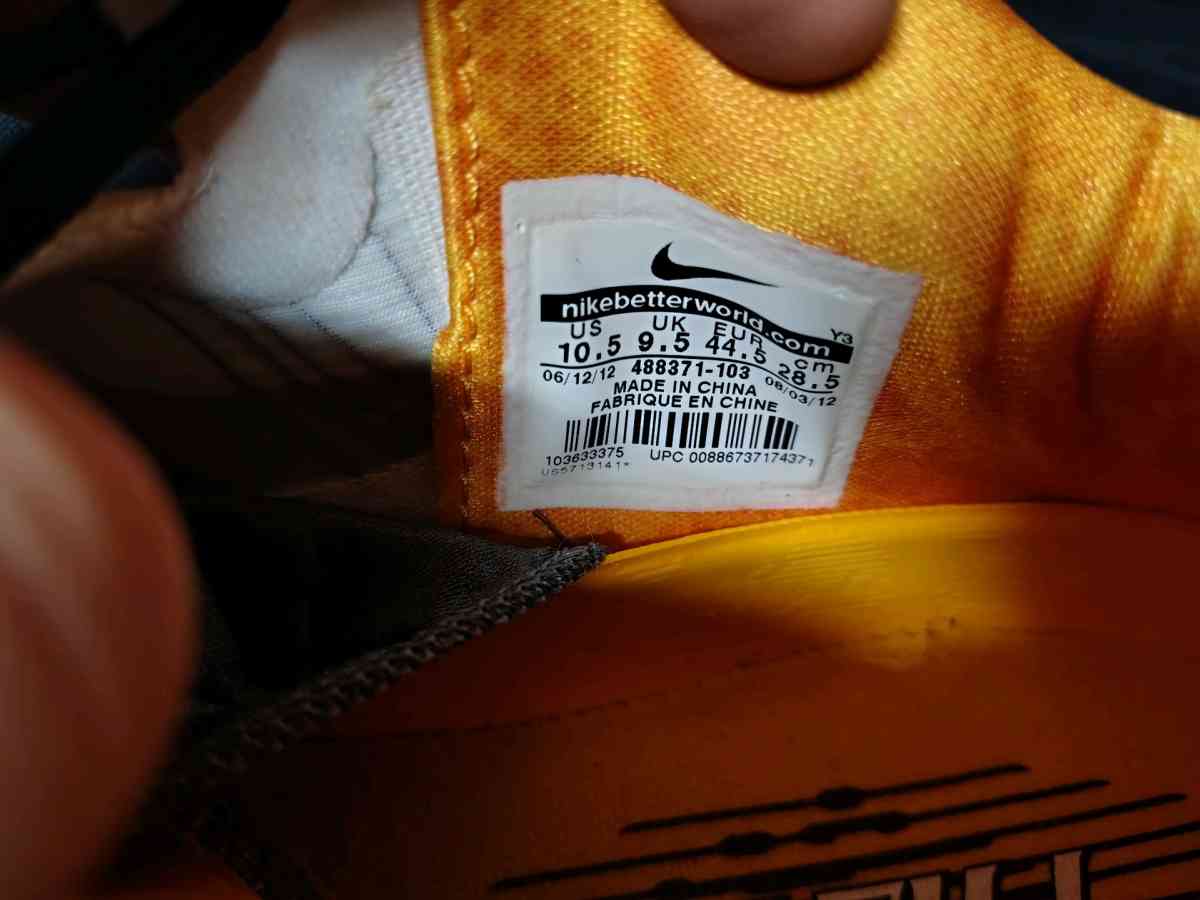 nikebetterworld.com
Y3
US UK EUR cm
10.5 9.5 44.5 28.5
06/12/12 488371-103 08/03/12
MADE IN CHINA
FABRIQUE EN CHINE
103633375 UPC 00886737174371
US5713141*